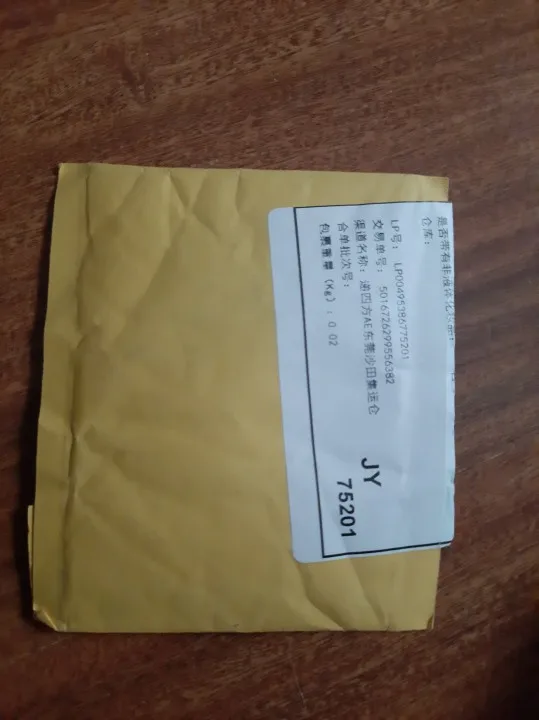 是否带有非液体化妆品:
仓库:
LP号: LP00495386775201
交易单号: 5016726299556382
渠道名称: 递四方AE东莞沙田集运仓
合单批次号:
包裹重量 (Kg) : 0.02
JY
75201